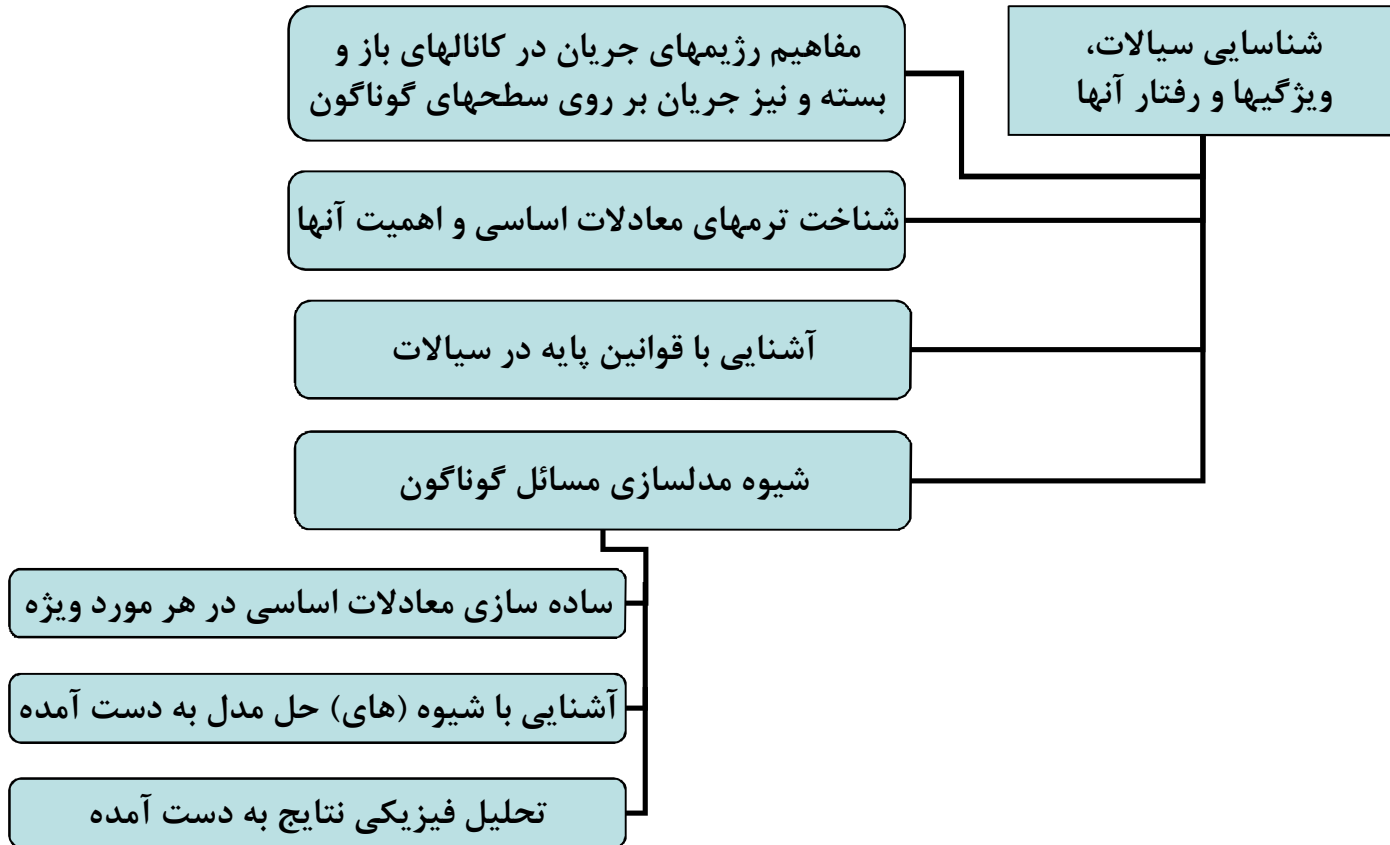 شناسایی سیالات،
ویژگیها و رفتار آنها
مفاهیم رژیمهای جریان در کانالهای باز و
بسته و نیز جریان بر روی سطحهای گوناگون
شناخت ترمهای معادلات اساسی و اهمیت آنها
آشنایی با قوانین پایه در سیالات
شیوه مدلسازی مسائل گوناگون
ساده سازی معادلات اساسی در هر مورد ویژه
آشنایی با شیوه (های) حل مدل به دست آمده
تحلیل فیزیکی نتایج به دست آمده